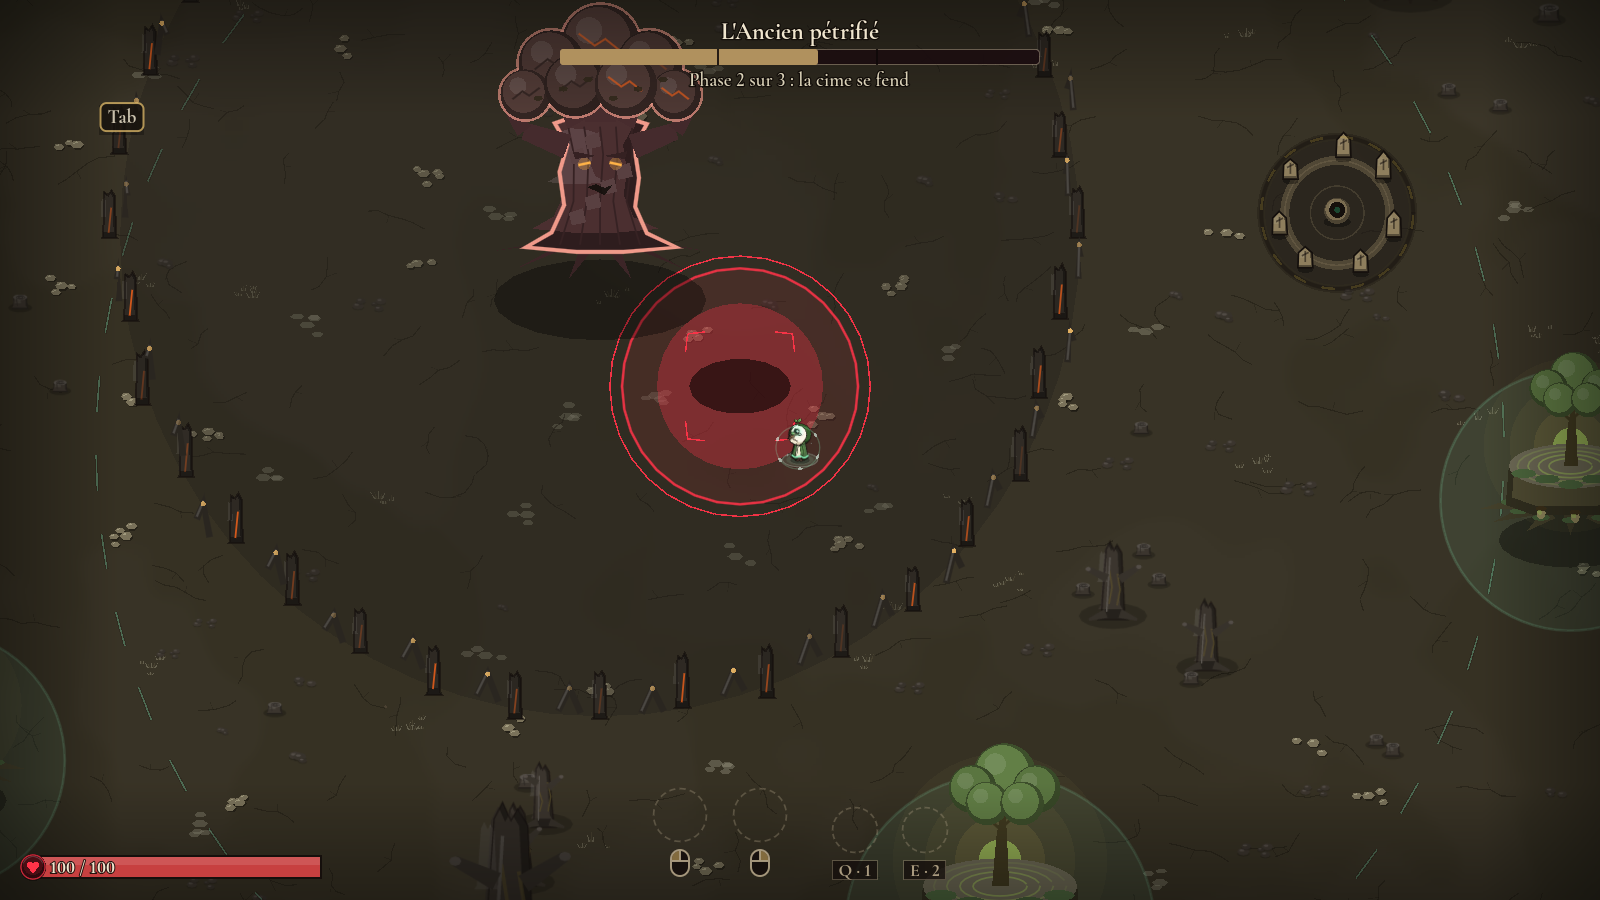 L'Ancien pétrifié
Phase 2 sur 3 : la cime se fend
Tab
100 / 100
Q · 1
E · 2